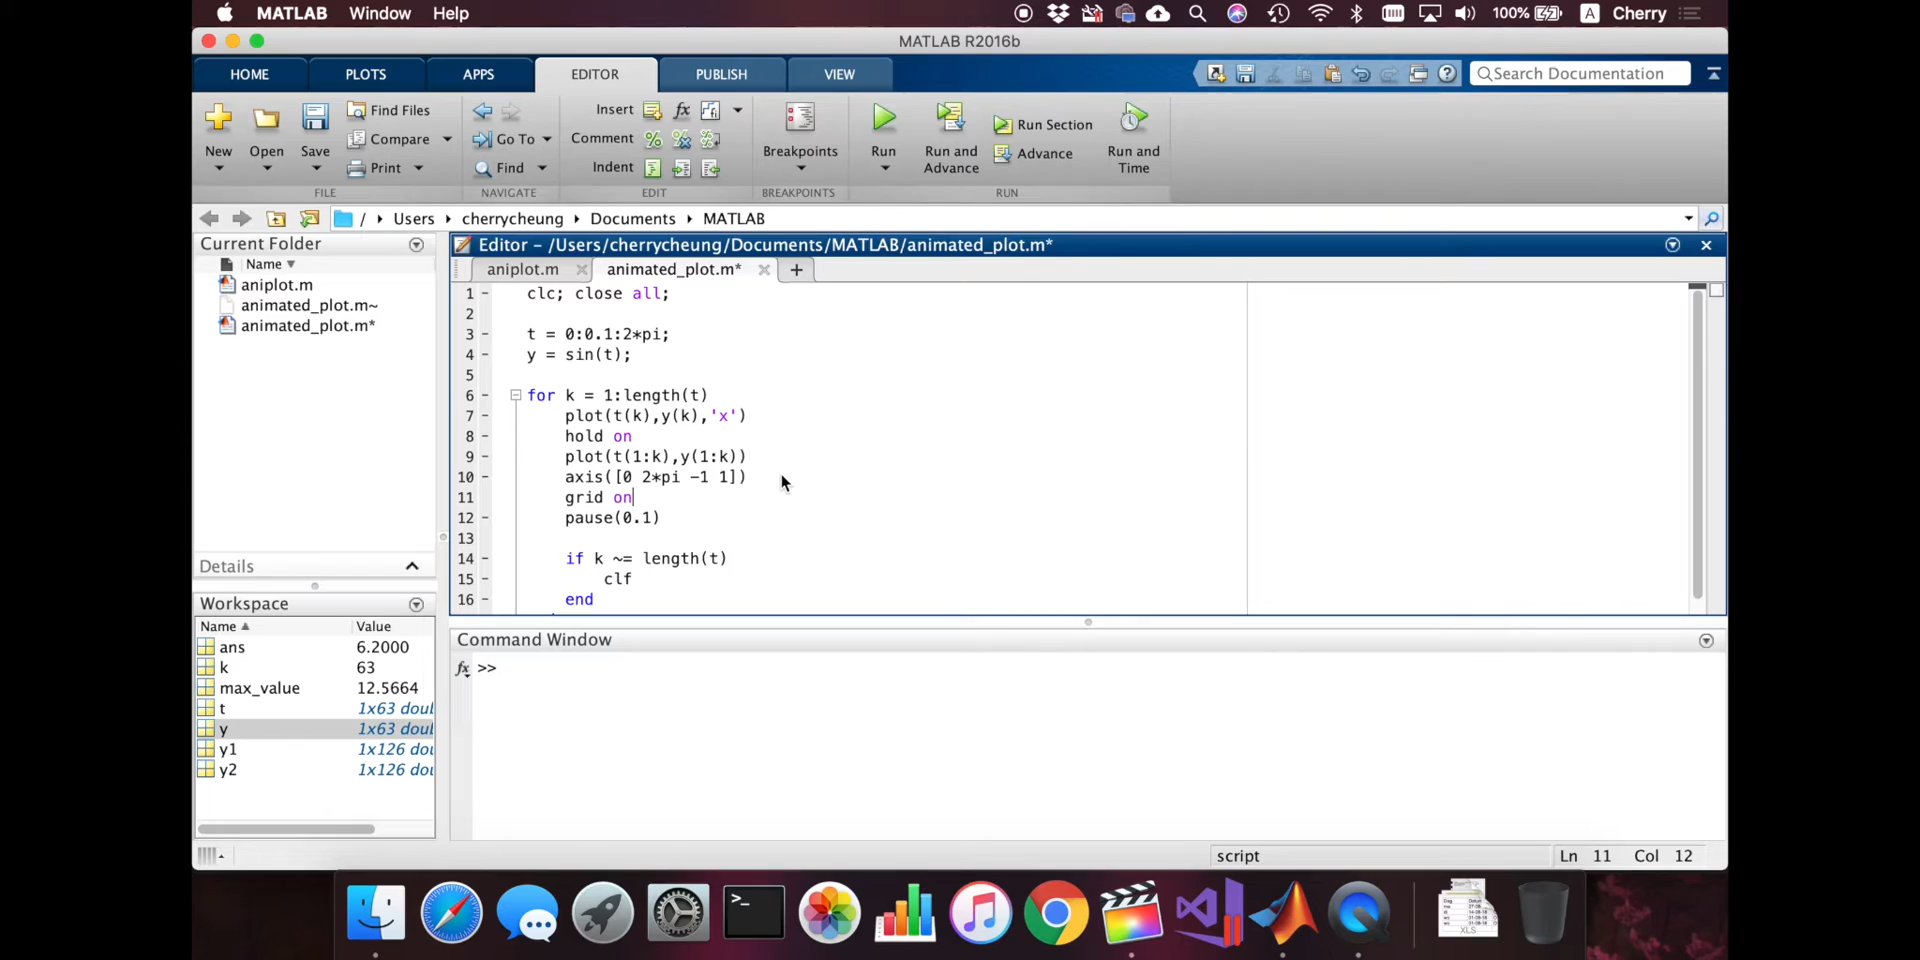 MATLAB Window Help 100% A Cherry
MATLAB R2016b
HOME PLOTS APPS EDITOR PUBLISH VIEW Search Documentation
New Open Save Find Files Compare Print Go To Find Insert fx Comment Indent Breakpoints Run Run and Advance Run Section Advance Run and Time
FILE NAVIGATE EDIT BREAKPOINTS RUN
/ Users cherrycheung Documents MATLAB
Current Folder
Name
aniplot.m
animated_plot.m~
animated_plot.m*
Details
Workspace
Name Value
ans 6.2000
k 63
max_value 12.5664
t 1x63 doul
y 1x63 doul
y1 1x126 dou
y2 1x126 dou
Editor - /Users/cherrycheung/Documents/MATLAB/animated_plot.m*
aniplot.m animated_plot.m* +
1 - clc; close all;
2
3 - t = 0:0.1:2*pi;
4 - y = sin(t);
5
6 - for k = 1:length(t)
7 - plot(t(k),y(k),'x')
8 - hold on
9 - plot(t(1:k),y(1:k))
10 - axis([0 2*pi -1 1])
11 - grid on
12 - pause(0.1)
13
14 - if k ~= length(t)
15 - clf
16 - end
Command Window
fx >>
script Ln 11 Col 12
>_
XLS